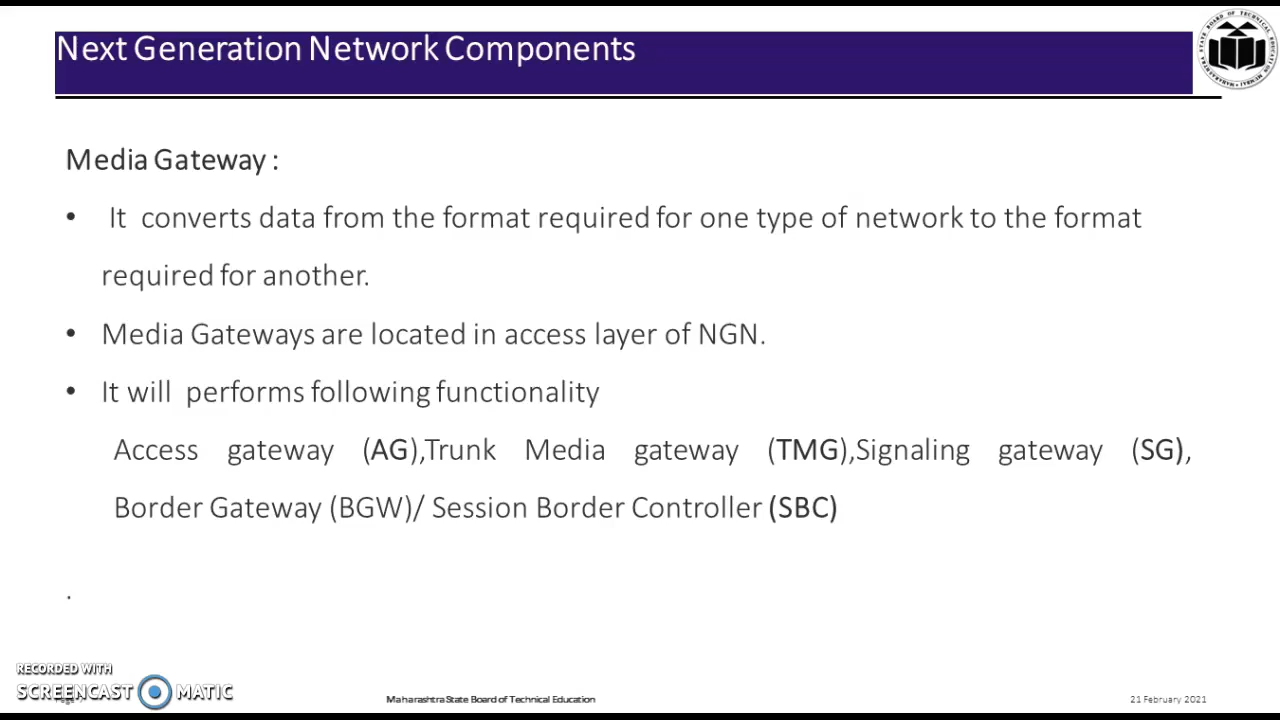 Next Generation Network Components
Media Gateway :
• It converts data from the format required for one type of network to the format
required for another.
• Media Gateways are located in access layer of NGN.
• It will performs following functionality
Access gateway (AG),Trunk Media gateway (TMG),Signaling gateway (SG),
Border Gateway (BGW)/ Session Border Controller (SBC)
.
RECORDED WITH
SCREENCAST MATIC
Page
Maharashtra State Board of Technical Education
21 February 2021